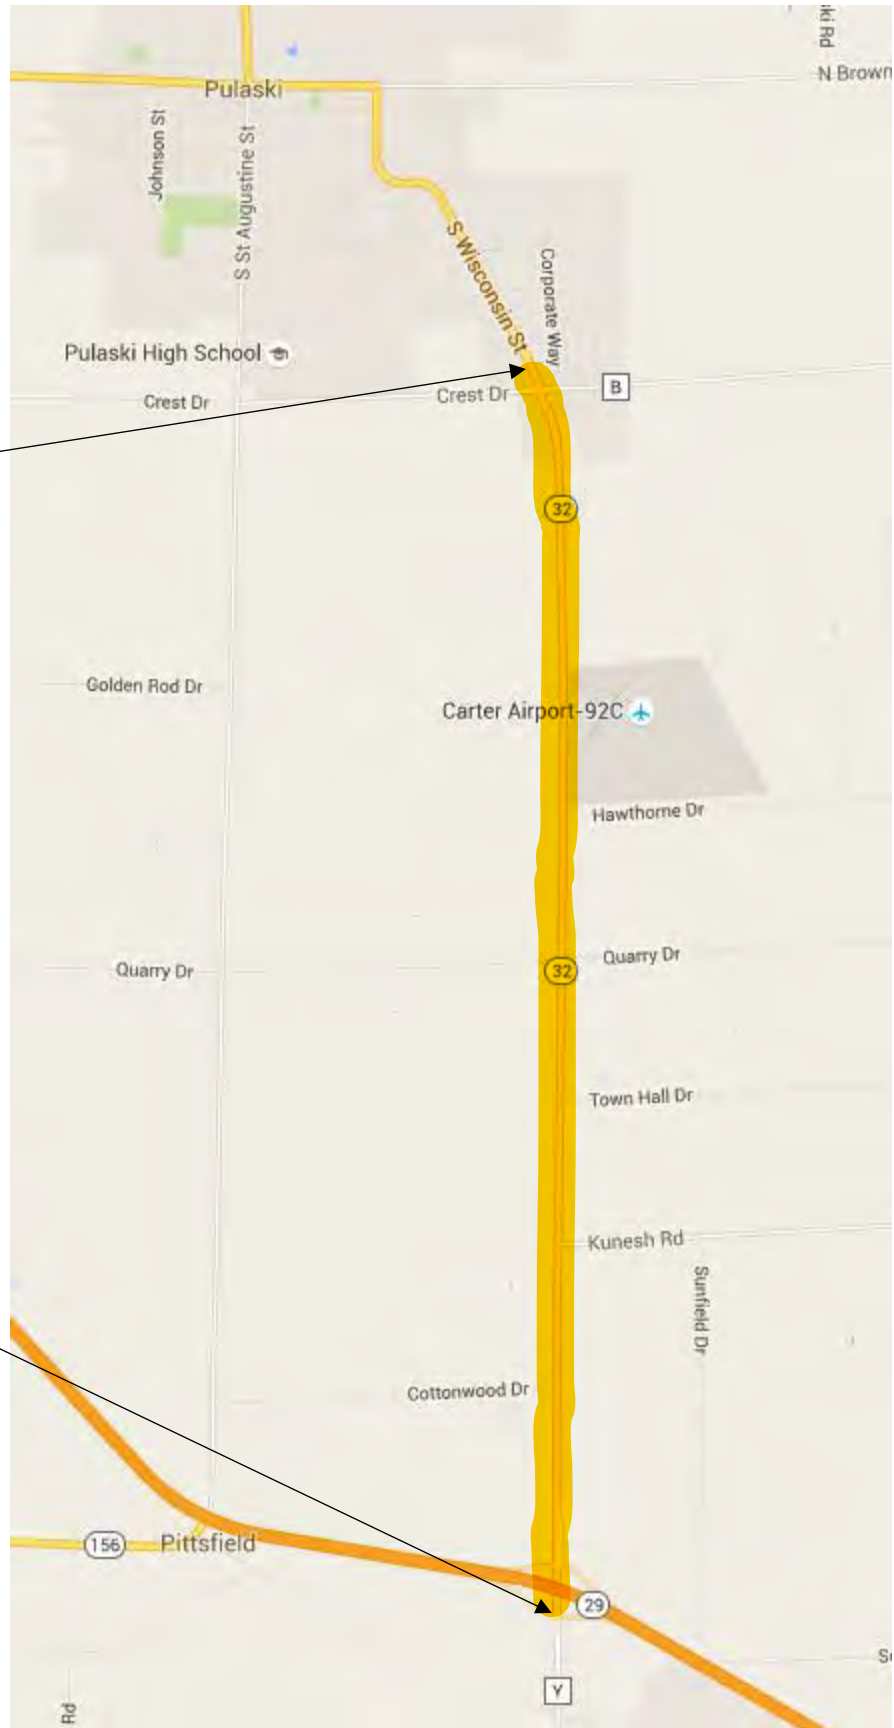 ki Rd
N Brown
Pulaski
Johnson St
S St Augustine St
S Wisconsin St
Corporate Way
Pulaski High School
Crest Dr
Crest Dr
B
32
Golden Rod Dr
Carter Airport-92C
Hawthorne Dr
Quarry Dr
32
Quarry Dr
Town Hall Dr
Kunesh Rd
Sunfield Dr
Cottonwood Dr
156
Pittsfield
29
S
Y
Rd